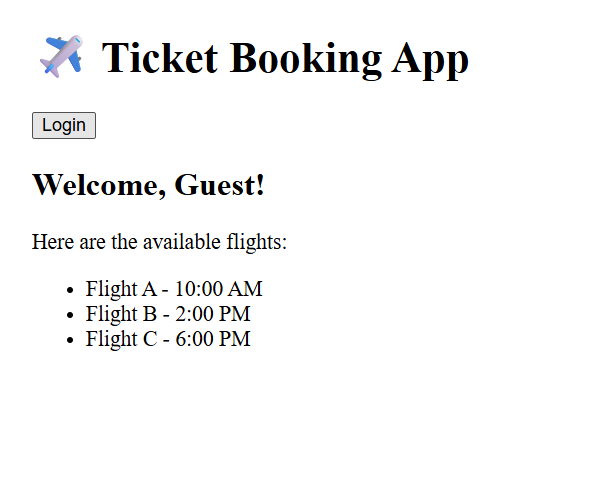 ✈️ Ticket Booking App
Login
Welcome, Guest!
Here are the available flights:
• Flight A - 10:00 AM
• Flight B - 2:00 PM
• Flight C - 6:00 PM